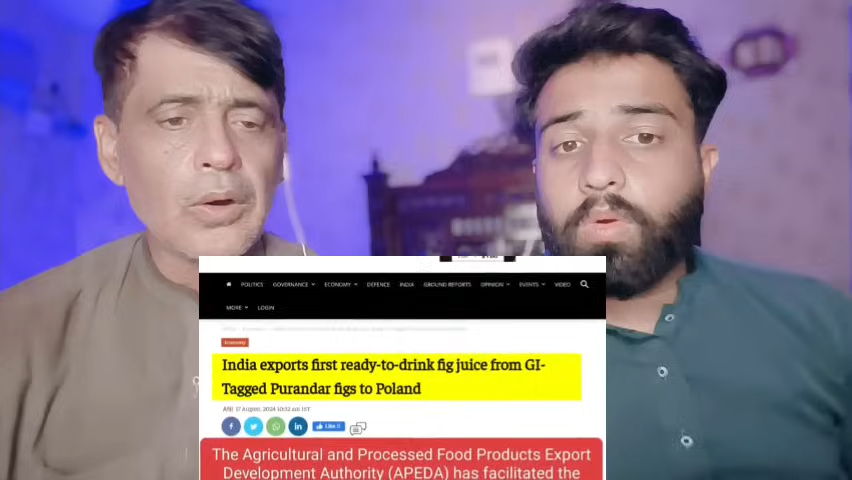 POLITICS GOVERNANCE ECONOMY DEFENCE INDIA GROUND REPORTS OPINION EVENTS VIDEO
MORE LOGIN
Economy
India exports first ready-to-drink fig juice from GI-
Tagged Purandar figs to Poland
Like 0
The Agricultural and Processed Food Products Export
Development Authority (APEDA) has facilitated the